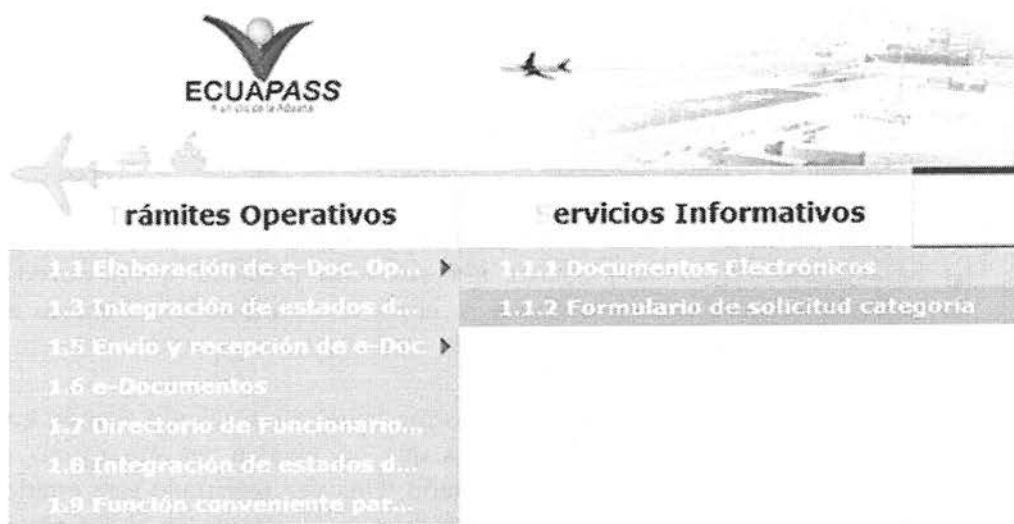 ECUAPASS
Trámites Operativos
Servicios Informativos
1.1 Elaboración de e-Doc. Op...
1.1.1 Documentos Electrónicos
1.3 Integración de estados d...
1.1.2 Formulario de solicitud categoría
1.5 Envío y recepción de e-Doc
1.6 e-Documentos
1.7 Directorio de Funcionario...
1.8 Integración de estados d...
1.9 Función conveniente par...